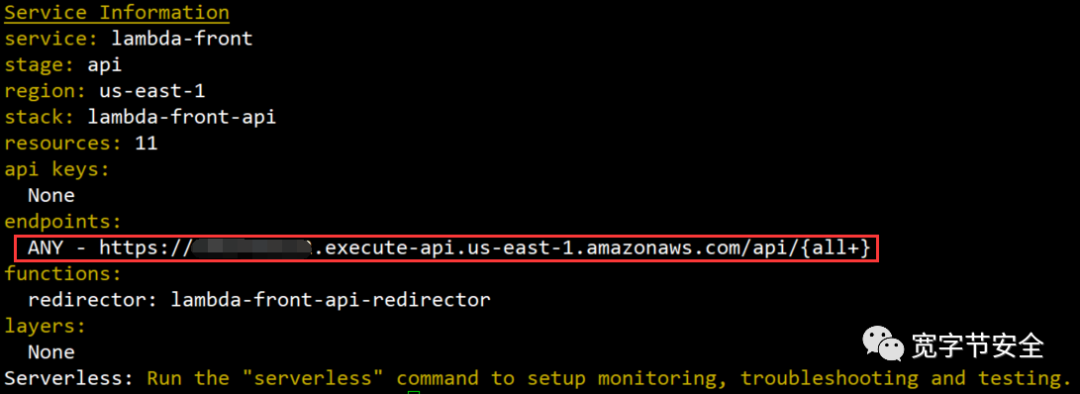 Service Information
service: lambda-front
stage: api
region: us-east-1
stack: lambda-front-api
resources: 11
api keys:
None
endpoints:
ANY - https://.execute-api.us-east-1.amazonaws.com/api/{all+}
functions:
redirector: lambda-front-api-redirector
layers:
None
宽字节安全
Serverless: Run the "serverless" command to setup monitoring, troubleshooting and testing.